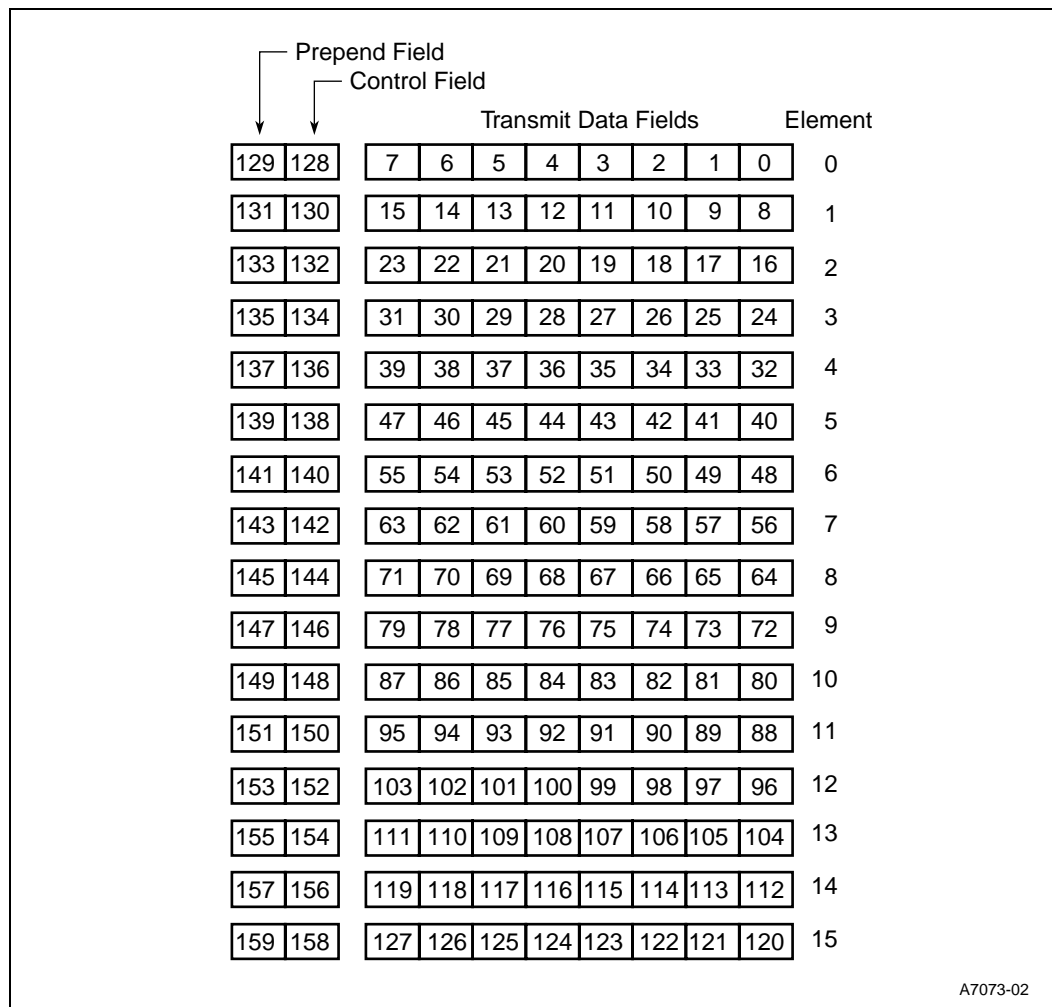 Prepend Field
Control Field
Transmit Data Fields Element
129 128 7 6 5 4 3 2 1 0 0
131 130 15 14 13 12 11 10 9 8 1
133 132 23 22 21 20 19 18 17 16 2
135 134 31 30 29 28 27 26 25 24 3
137 136 39 38 37 36 35 34 33 32 4
139 138 47 46 45 44 43 42 41 40 5
141 140 55 54 53 52 51 50 49 48 6
143 142 63 62 61 60 59 58 57 56 7
145 144 71 70 69 68 67 66 65 64 8
147 146 79 78 77 76 75 74 73 72 9
149 148 87 86 85 84 83 82 81 80 10
151 150 95 94 93 92 91 90 89 88 11
153 152 103 102 101 100 99 98 97 96 12
155 154 111 110 109 108 107 106 105 104 13
157 156 119 118 117 116 115 114 113 112 14
159 158 127 126 125 124 123 122 121 120 15
A7073-02